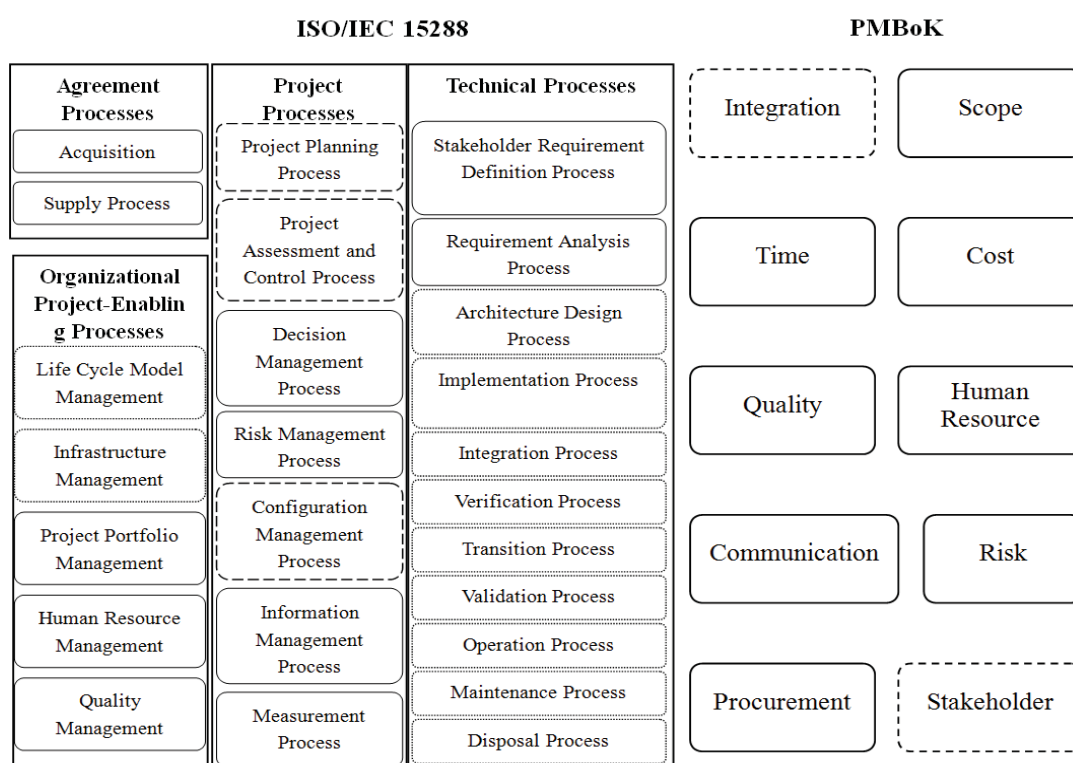 ISO/IEC 15288
PMBoK
Agreement
Processes
Acquisition
Supply Process
Organizational
Project-Enablin
g Processes
Life Cycle Model
Management
Infrastructure
Management
Project Portfolio
Management
Human Resource
Management
Quality
Management
Project
Processes
Project Planning
Process
Project
Assessment and
Control Process
Decision
Management
Process
Risk Management
Process
Configuration
Management
Process
Information
Management
Process
Measurement
Process
Technical Processes
Stakeholder Requirement
Definition Process
Requirement Analysis
Process
Architecture Design
Process
Implementation Process
Integration Process
Verification Process
Transition Process
Validation Process
Operation Process
Maintenance Process
Disposal Process
Integration
Scope
Time
Cost
Quality
Human
Resource
Communication
Risk
Procurement
Stakeholder